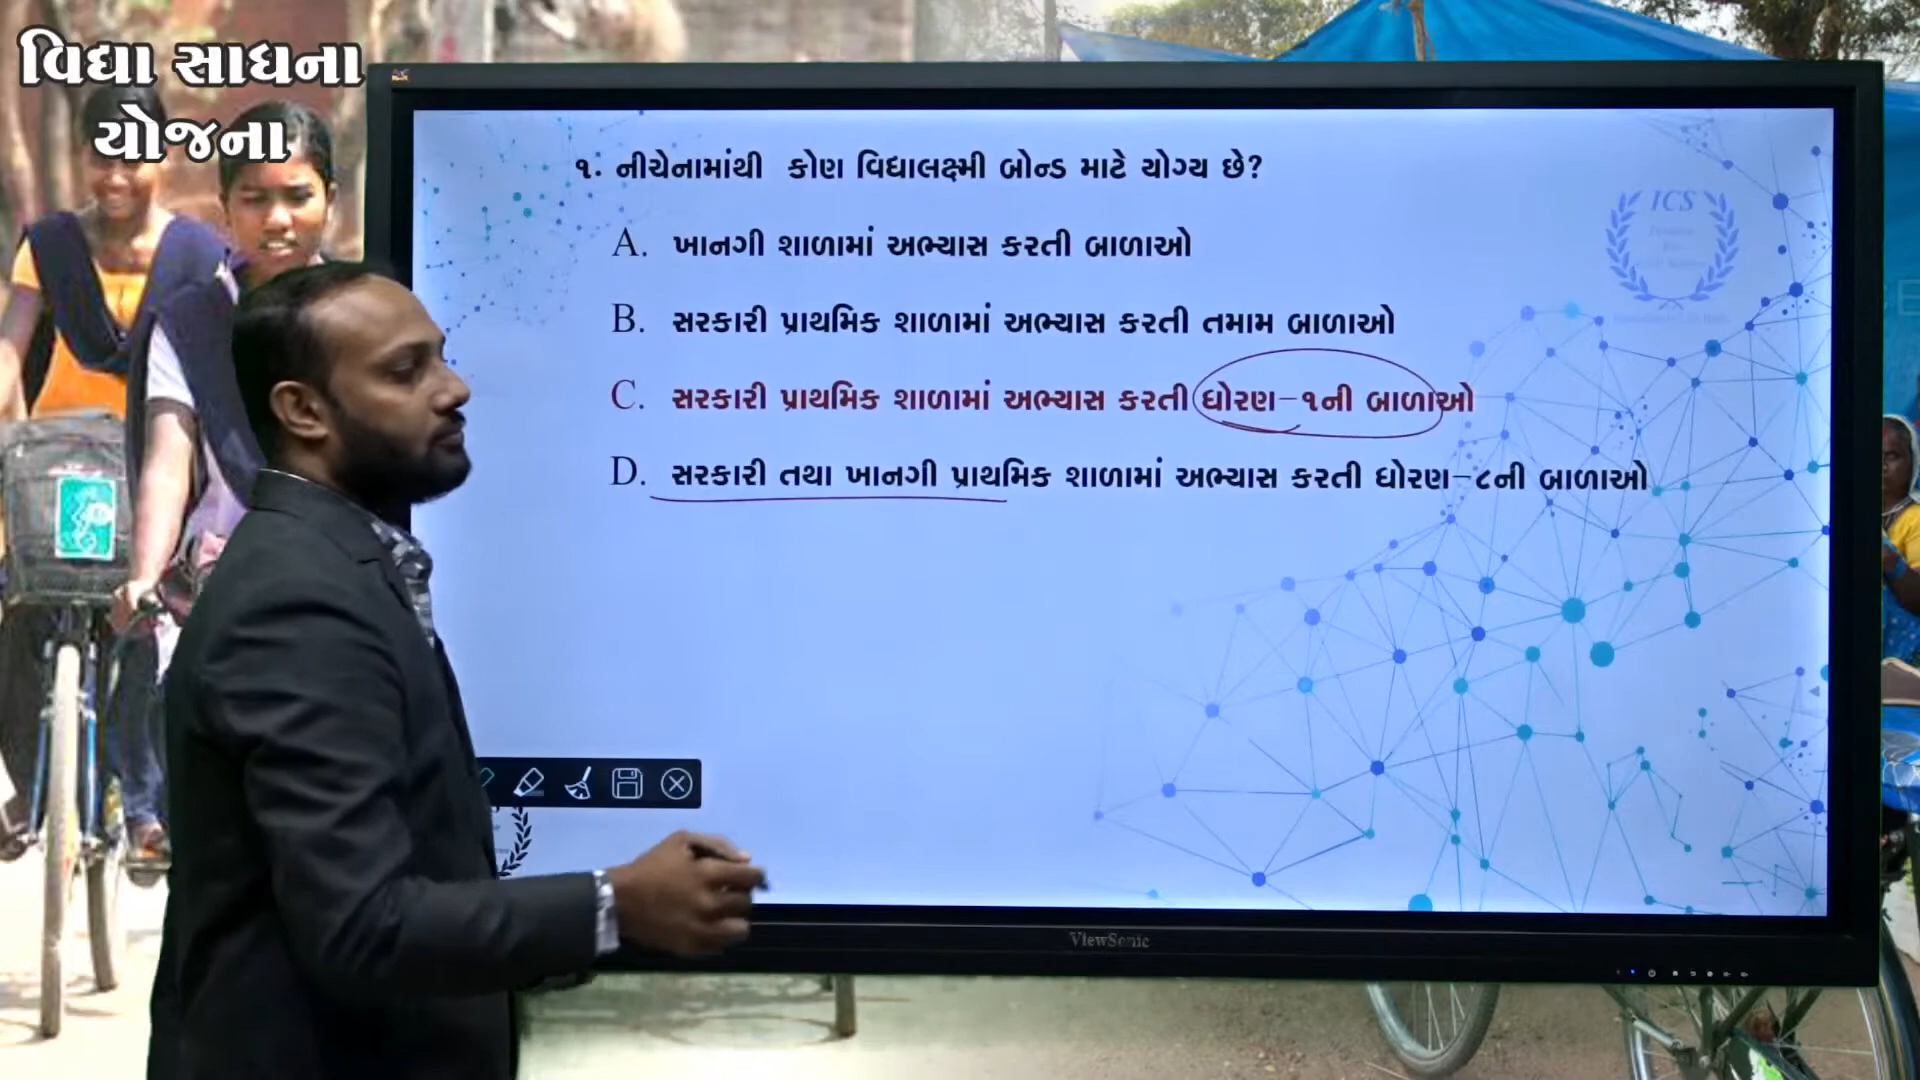 વિદ્યા સાધના
યોજના
૧. નીચેનામાંથી કોણ વિદ્યાલક્ષ્મી બોન્ડ માટે યોગ્ય છે?
A. ખાનગી શાળામાં અભ્યાસ કરતી બાળાઓ
B. સરકારી પ્રાથમિક શાળામાં અભ્યાસ કરતી તમામ બાળાઓ
C. સરકારી પ્રાથમિક શાળામાં અભ્યાસ કરતી ધોરણ–૧ની બાળાઓ
D. સરકારી તથા ખાનગી પ્રાથમિક શાળામાં અભ્યાસ કરતી ધોરણ–૮ની બાળાઓ
ICS
ViewSonic